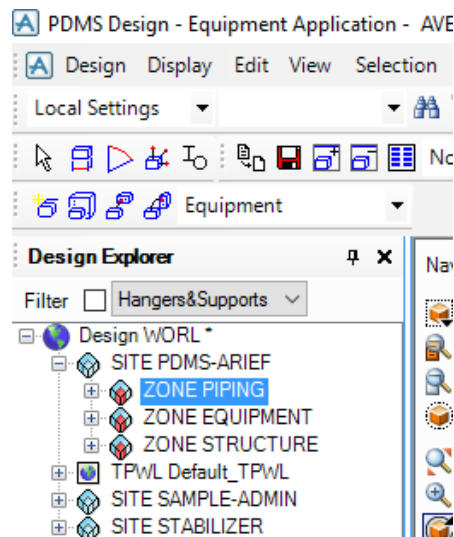 PDMS Design - Equipment Application - AVE
Design Display Edit View Selection
Local Settings
No
Equipment
Design Explorer
Nav
Filter Hangers&Supports
Design WORL *
SITE PDMS-ARIEF
ZONE PIPING
ZONE EQUIPMENT
ZONE STRUCTURE
TPWL Default_TPWL
SITE SAMPLE-ADMIN
SITE STABILIZER